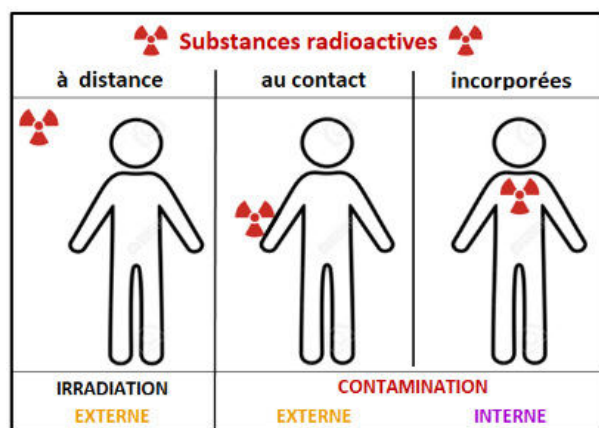 Substances radioactives
à distance
au contact
incorporées
IRRADIATION
CONTAMINATION
EXTERNE
EXTERNE
INTERNE